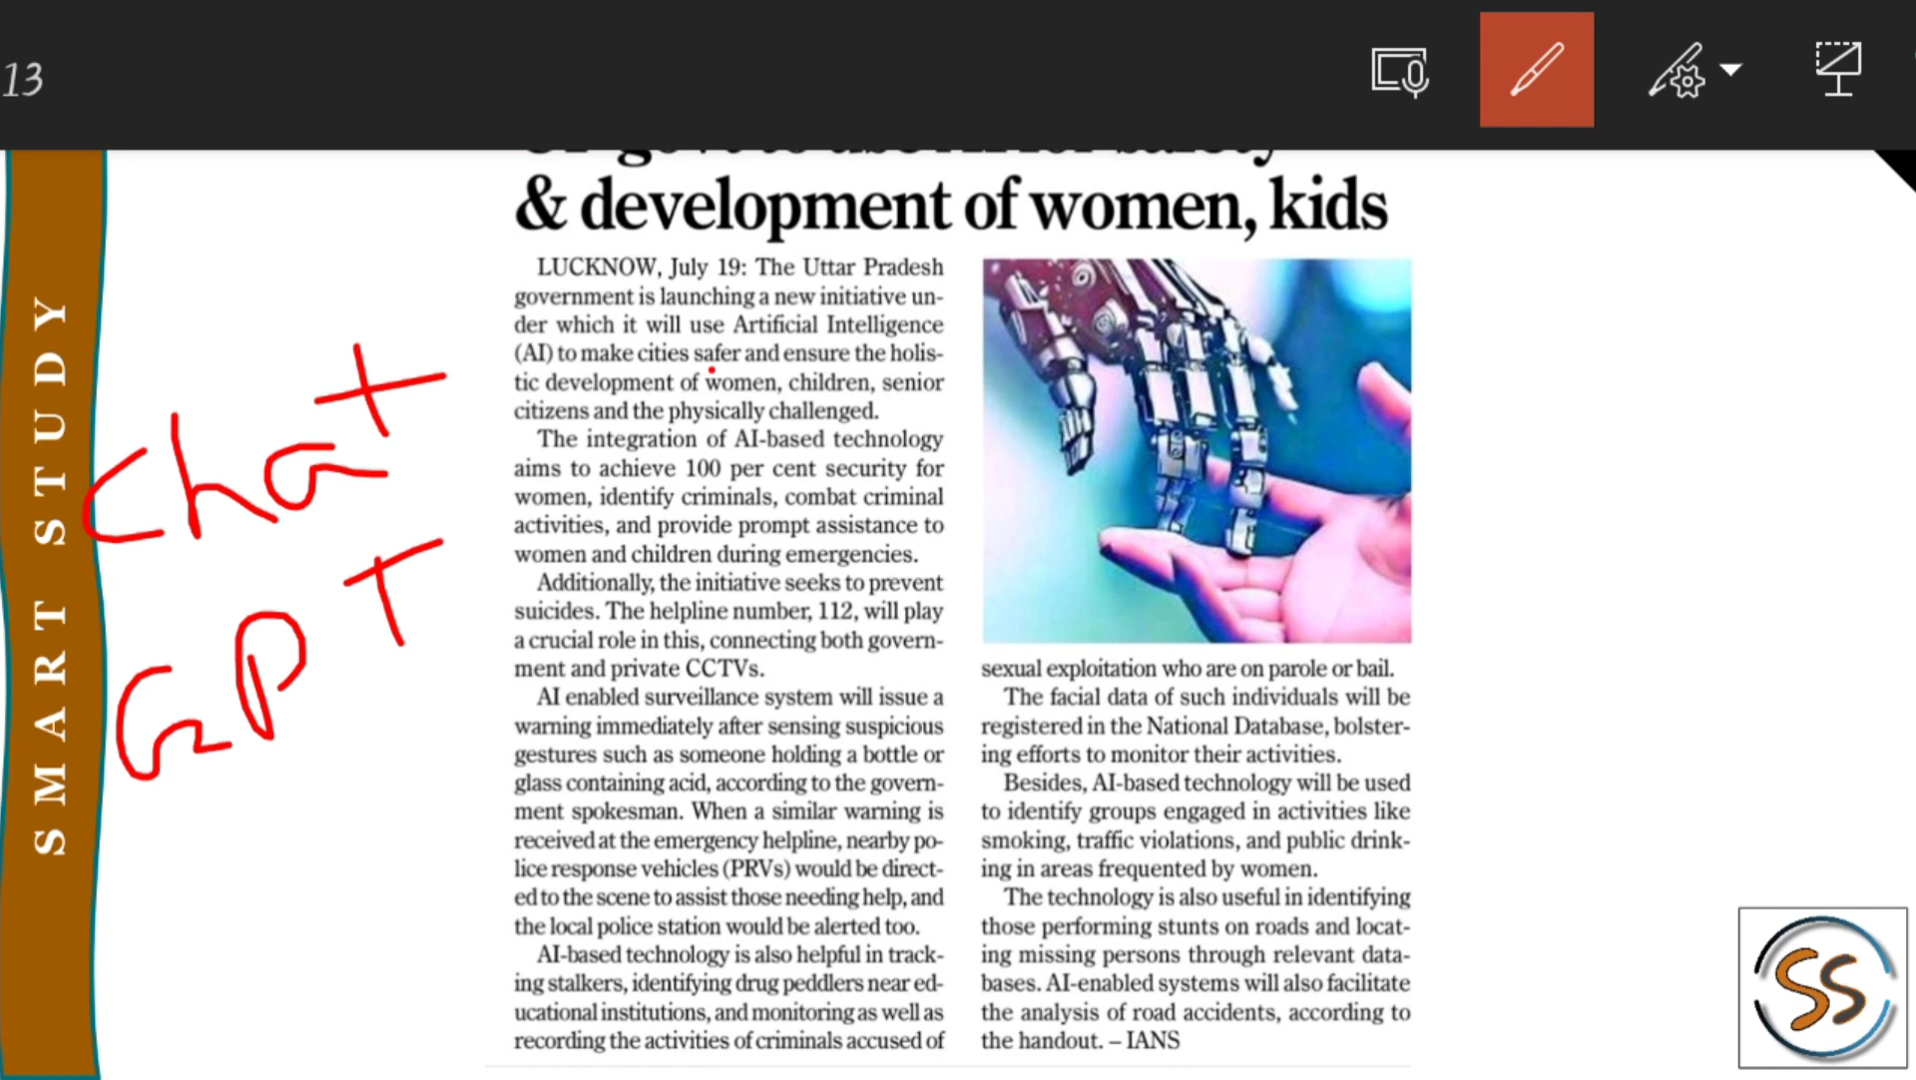 13
& development of women, kids
LUCKNOW, July 19: The Uttar Pradesh
government is launching a new initiative un-
der which it will use Artificial Intelligence
(AI) to make cities safer and ensure the holis-
tic development of women, children, senior
citizens and the physically challenged.
The integration of AI-based technology
aims to achieve 100 per cent security for
women, identify criminals, combat criminal
activities, and provide prompt assistance to
women and children during emergencies.
Additionally, the initiative seeks to prevent
suicides. The helpline number, 112, will play
a crucial role in this, connecting both govern-
ment and private CCTVs.
AI enabled surveillance system will issue a
warning immediately after sensing suspicious
gestures such as someone holding a bottle or
glass containing acid, according to the govern-
ment spokesman. When a similar warning is
received at the emergency helpline, nearby po-
lice response vehicles (PRVs) would be direct-
ed to the scene to assist those needing help, and
the local police station would be alerted too.
AI-based technology is also helpful in track-
ing stalkers, identifying drug peddlers near ed-
ucational institutions, and monitoring as well as
recording the activities of criminals accused of
sexual exploitation who are on parole or bail.
The facial data of such individuals will be
registered in the National Database, bolster-
ing efforts to monitor their activities.
Besides, AI-based technology will be used
to identify groups engaged in activities like
smoking, traffic violations, and public drink-
ing in areas frequented by women.
The technology is also useful in identifying
those performing stunts on roads and locat-
ing missing persons through relevant data-
bases. AI-enabled systems will also facilitate
the analysis of road accidents, according to
the handout. – IANS
Chat
GPT
SMART STUDY
SS